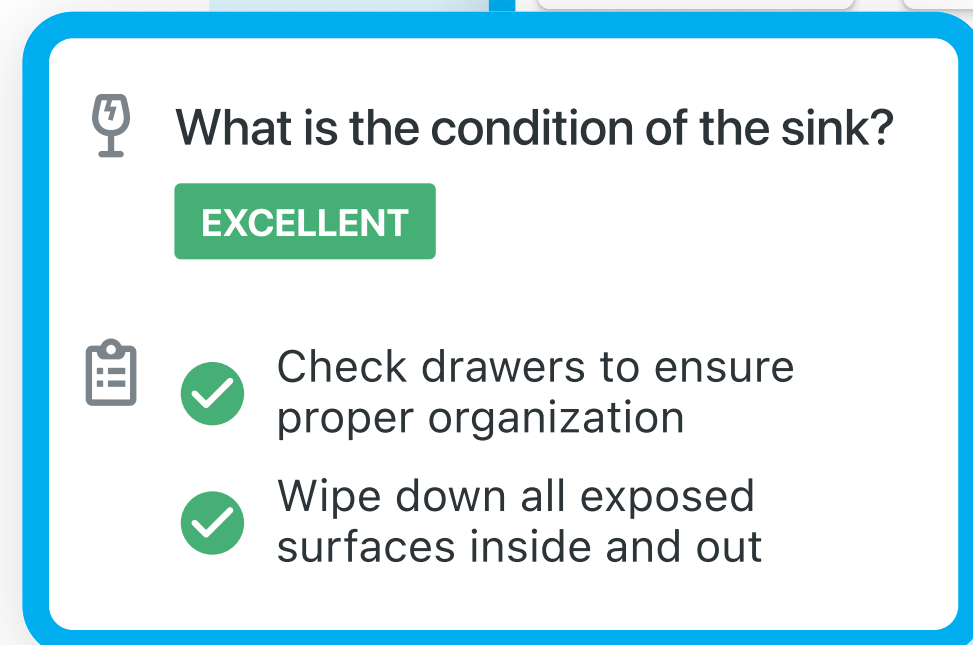 What is the condition of the sink?
EXCELLENT
Check drawers to ensure
proper organization
Wipe down all exposed
surfaces inside and out